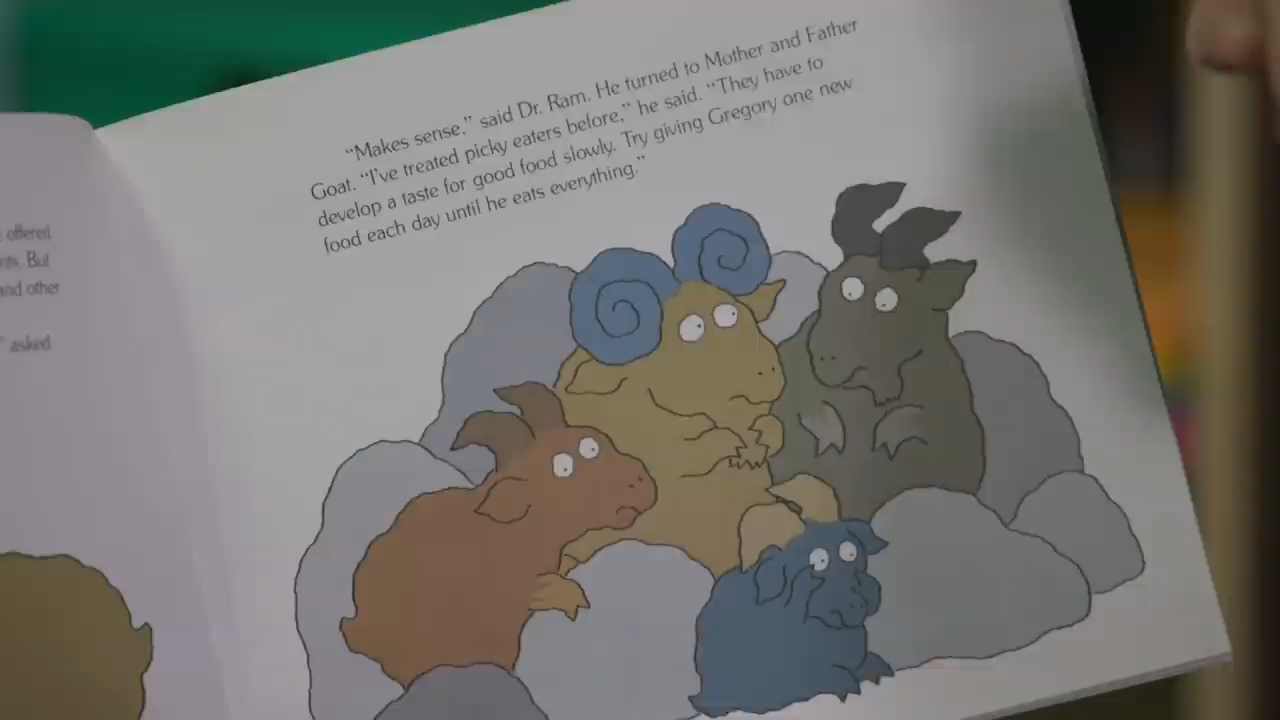 offered
nts. But
and other
" asked
"Makes sense," said Dr. Ram. He turned to Mother and Father
Goat. "I've treated picky eaters before," he said. "They have to
develop a taste for good food slowly. Try giving Gregory one new
food each day until he eats everything."